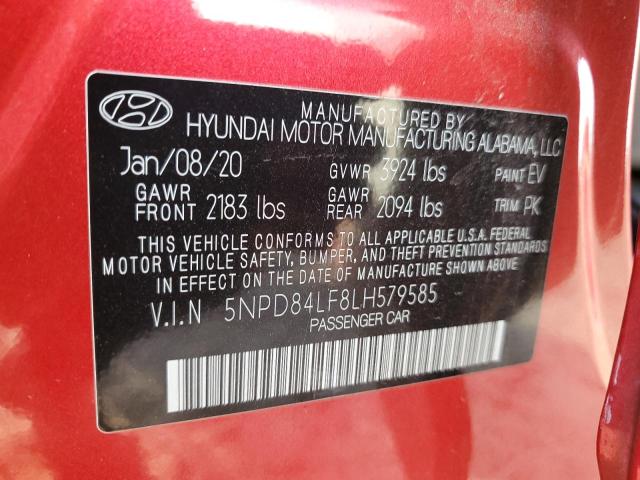 MANUFACTURED BY
HYUNDAI MOTOR MANUFACTURING ALABAMA, LLC
Jan/08/20 GVWR 3924 lbs PAINT EV
GAWR FRONT 2183 lbs GAWR REAR 2094 lbs TRIM PK
THIS VEHICLE CONFORMS TO ALL APPLICABLE U.S.A. FEDERAL
MOTOR VEHICLE SAFETY, BUMPER, AND THEFT PREVENTION STANDARDS
IN EFFECT ON THE DATE OF MANUFACTURE SHOWN ABOVE.
V.I.N 5NPD84LF8LH579585
PASSENGER CAR